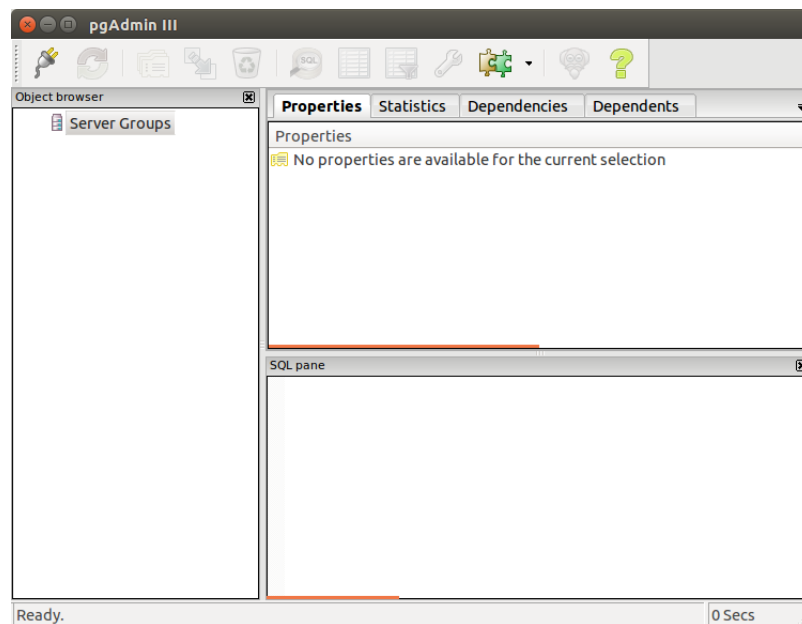 pgAdmin III
SQL
Object browser
Server Groups
Properties Statistics Dependencies Dependents
Properties
No properties are available for the current selection
SQL pane
Ready. 0 Secs